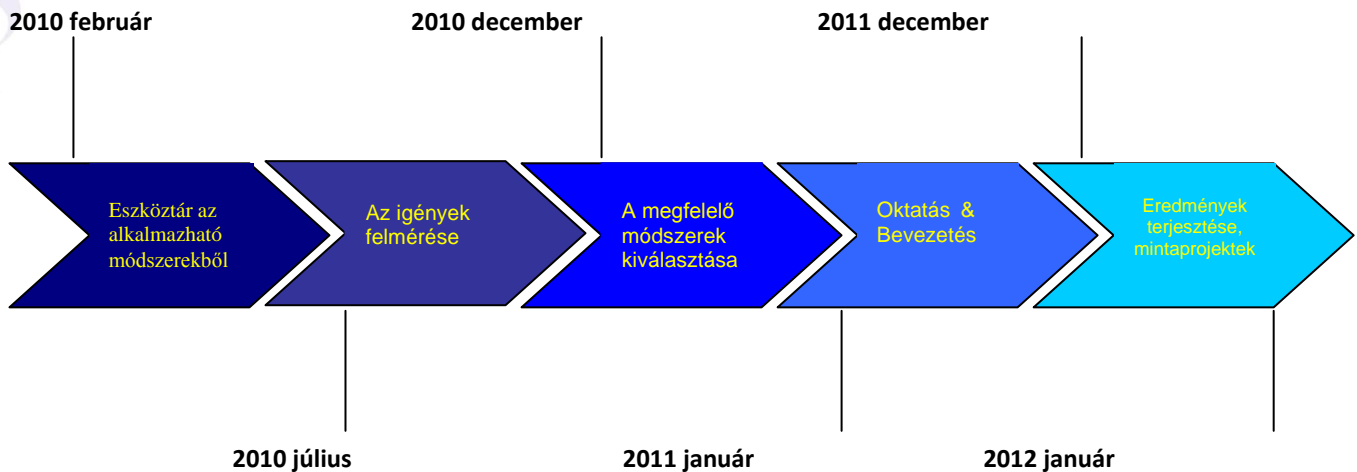 2010 február
2010 december
2011 december
Eszköztár az
alkalmazható
módszerekből
Az igények
felmérése
A megfelelő
módszerek
kiválasztása
Oktatás &
Bevezetés
Eredmények
terjesztése,
mintaprojektek
2010 július
2011 január
2012 január